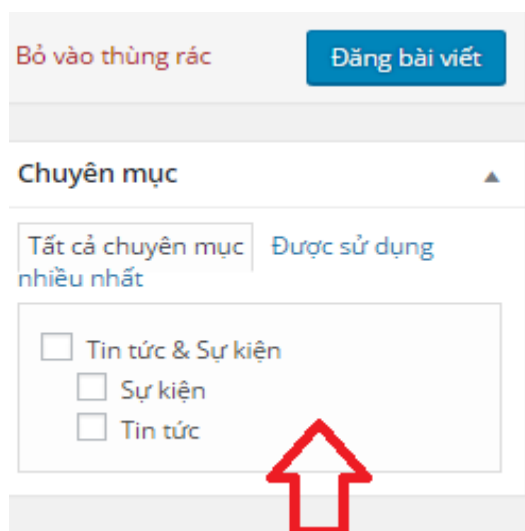 Bỏ vào thùng rác Đăng bài viết
Chuyên mục
Tất cả chuyên mục Được sử dụng
nhiều nhất
Tin tức & Sự kiện
Sự kiện
Tin tức